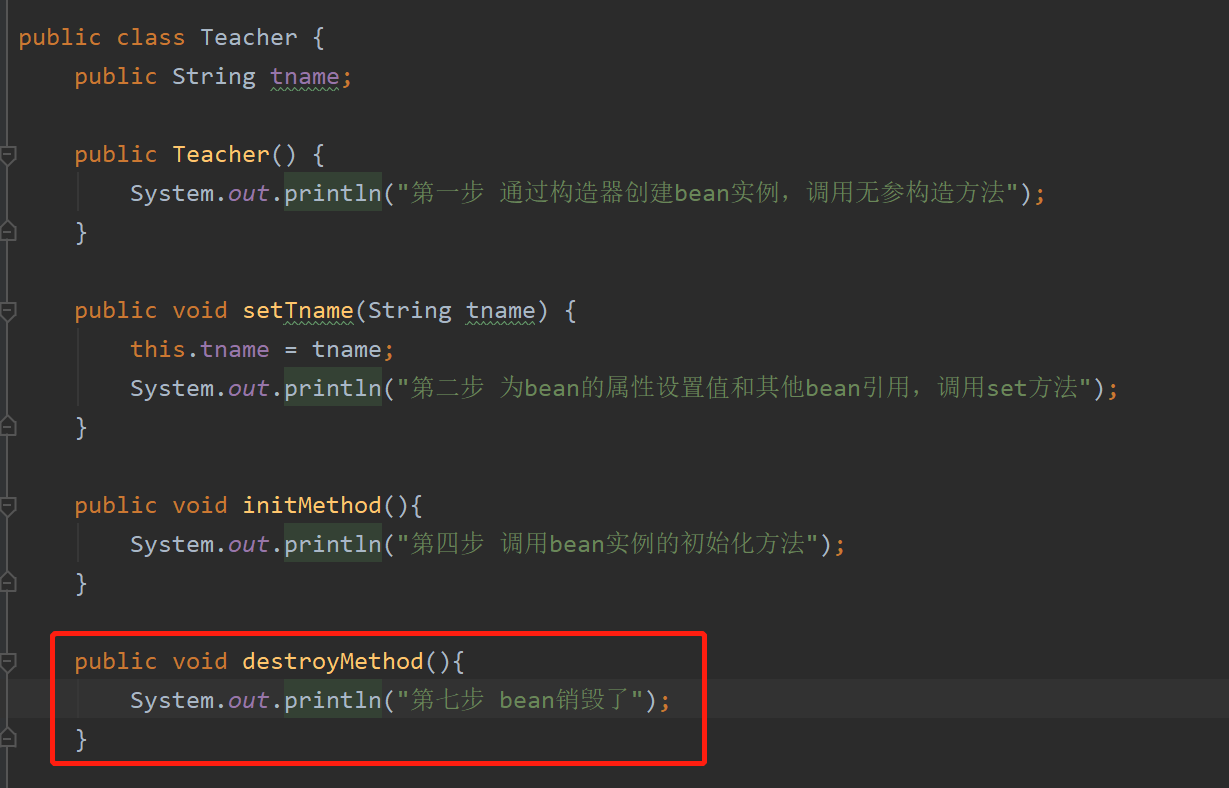 public class Teacher {
public String tname;
public Teacher() {
System.out.println("第一步 通过构造器创建bean实例，调用无参构造方法");
}
public void setTname(String tname) {
this.tname = tname;
System.out.println("第二步 为bean的属性设置值和其他bean引用，调用set方法");
}
public void initMethod(){
System.out.println("第四步 调用bean实例的初始化方法");
}
public void destroyMethod(){
System.out.println("第七步 bean销毁了");
}